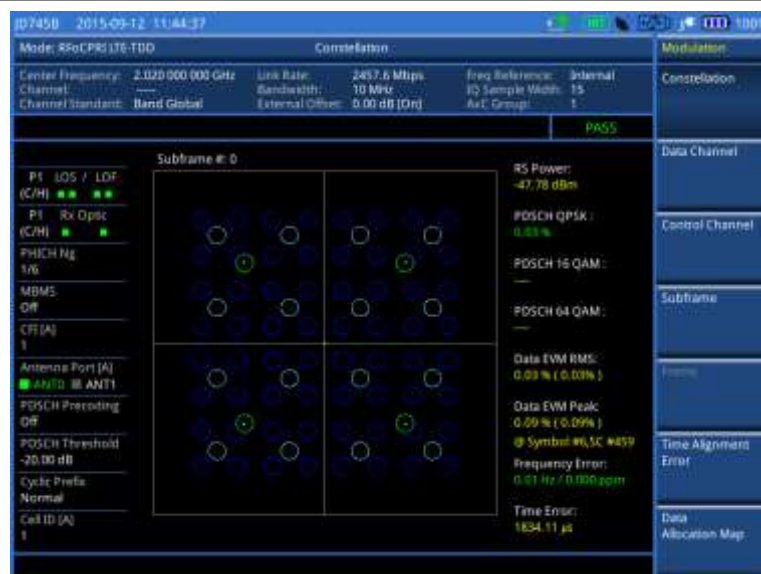 JD745B 2015-09-12 11:44:37
1001
Mode: RFoCPRI LTE-TDD
Constellation
Modulation
Center Frequency: 2.020 000 000 GHz
Channel: ----
Channel Standard: Band Global
Link Rate: 2457.6 Mbps
Bandwidth: 10 MHz
External Offset: 0.00 dB [On]
Freq Reference: Internal
IQ Sample Width: 15
AxC Group: 1
PASS
Subframe #: 0
P1 LOS / LOF
(C/H)
P1 Rx Optic
(C/H)
PHICH Ng
1/6
MBMS
Off
CFI [A]
1
Antenna Port [A]
ANT0 ANT1
PDSCH Precoding
Off
PDSCH Threshold
-20.00 dB
Cyclic Prefix
Normal
Cell ID [A]
1
RS Power:
-47.78 dBm
PDSCH QPSK :
0.03 %
PDSCH 16 QAM :
----
PDSCH 64 QAM :
----
Data EVM RMS:
0.03 % ( 0.03% )
Data EVM Peak:
0.09 % ( 0.09% )
@ Symbol #6,SC #459
Frequency Error:
0.01 Hz / 0.000 ppm
Time Error:
1834.11 µs
Constellation
Data Channel
Control Channel
Subframe
Frame
Time Alignment
Error
Data
Allocation Map